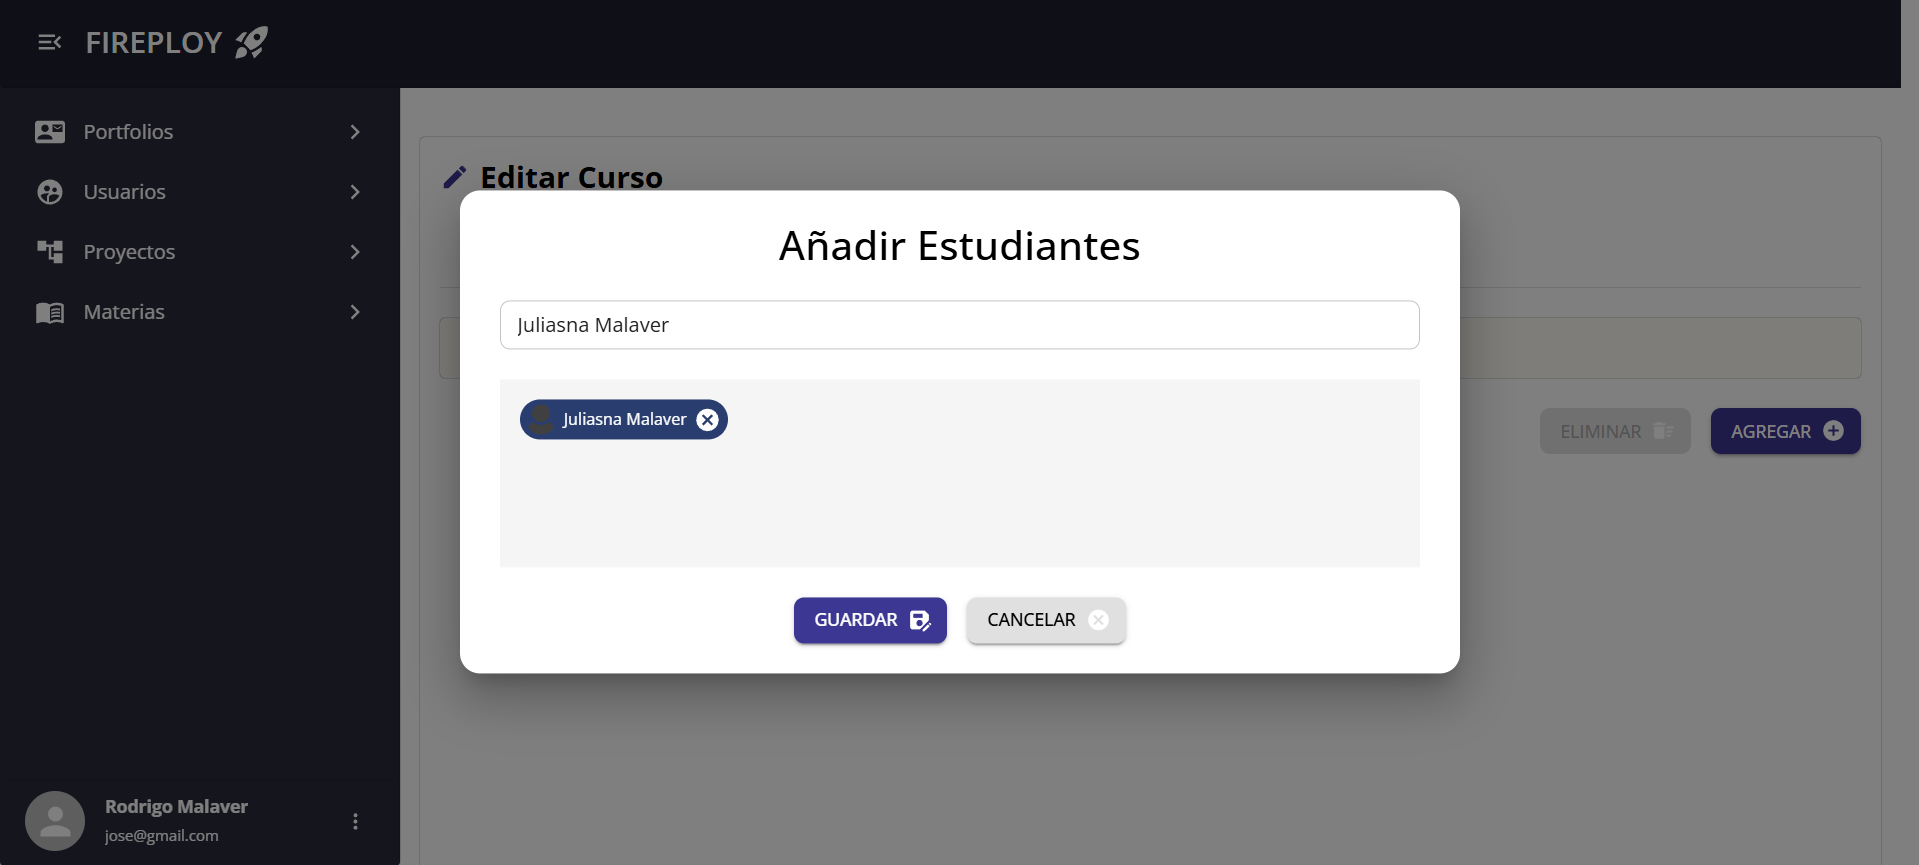 FIREPLOY
Portfolios
Usuarios
Proyectos
Materias
Editar Curso
Añadir Estudiantes
Juliasna Malaver
Juliasna Malaver
GUARDAR
CANCELAR
ELIMINAR
AGREGAR
Rodrigo Malaver
jose@gmail.com